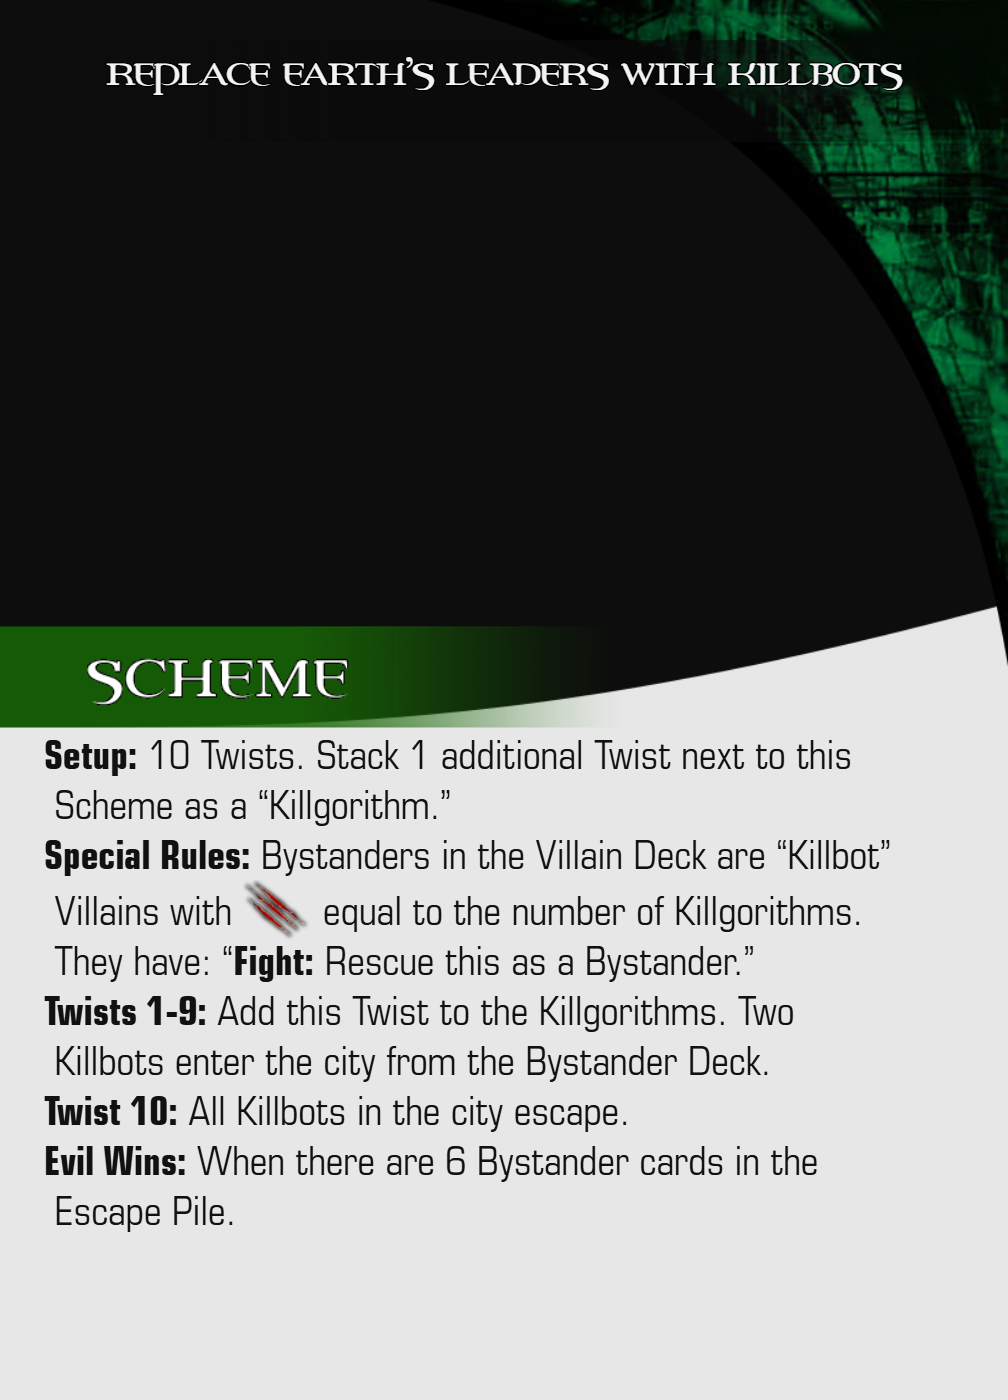 REPLACE EARTH'S LEADERS WITH KILLBOTS
SCHEME
Setup: 10 Twists. Stack 1 additional Twist next to this
Scheme as a “Killgorithm.”
Special Rules: Bystanders in the Villain Deck are “Killbot”
Villains with equal to the number of Killgorithms.
They have: “Fight: Rescue this as a Bystander.”
Twists 1-9: Add this Twist to the Killgorithms. Two
Killbots enter the city from the Bystander Deck.
Twist 10: All Killbots in the city escape.
Evil Wins: When there are 6 Bystander cards in the
Escape Pile.